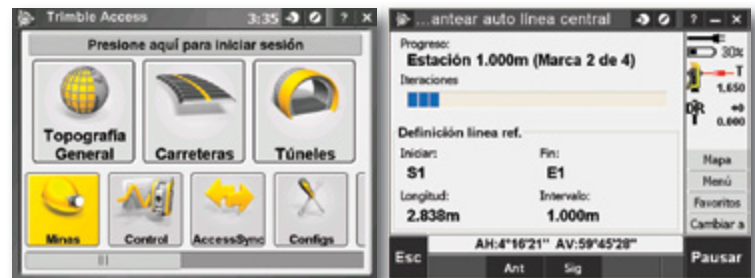 Trimble Access 3:35 ? ×
Presione aquí para iniciar sesión
Topografía General
Carreteras
Túneles
Minas
Control
AccessSync
Configs
...antear auto línea central ? – ×
Progreso:
Estación 1.000m (Marca 2 de 4)
Iteraciones
Definición línea ref.
Iniciar: Fin:
S1 E1
Longitud: Intervalo:
2.838m 1.000m
AH:4°16'21" AV:59°45'28"
Esc
Ant Sig
30%
T
1,650
DR +0
0.000
Mapa
Menú
Favoritos
Cambiar a
Pausar